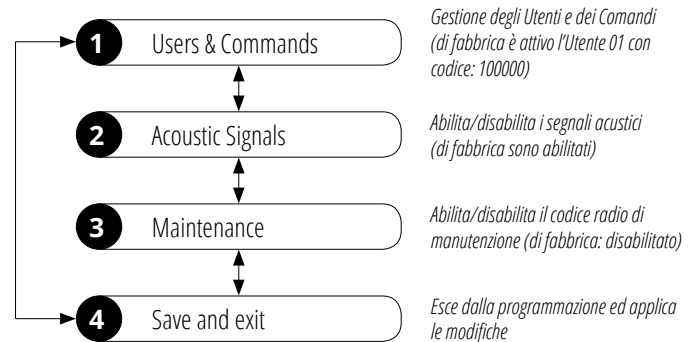 1 Users & Commands
Gestione degli Utenti e dei Comandi
(di fabbrica è attivo l'Utente 01 con
codice: 100000)
2 Acoustic Signals
Abilita/disabilita i segnali acustici
(di fabbrica sono abilitati)
3 Maintenance
Abilita/disabilita il codice radio di
manutenzione (di fabbrica: disabilitato)
4 Save and exit
Esce dalla programmazione ed applica
le modifiche